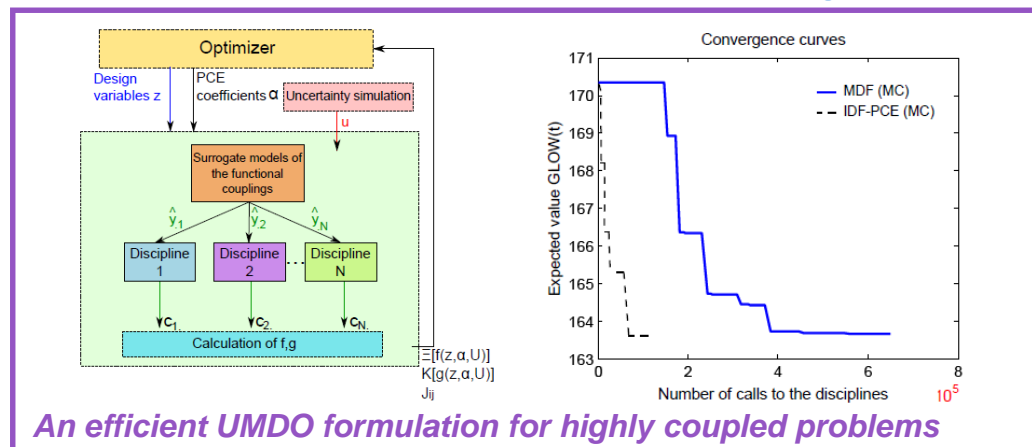 Optimizer
Design
variables z
PCE
coefficients α
Uncertainty simulation
u
Surrogate models of
the functional
couplings
ŷ.1
ŷ.2
ŷ.N
Discipline
1
Discipline
2
...
Discipline
N
c1.
c2.
cN.
Calculation of f,g
Ξ[f(z,α,U)]
K[g(z,α,U)]
Jij
Convergence curves
Expected value GLOW(t)
171
170
169
168
167
166
165
164
163
MDF (MC)
IDF-PCE (MC)
0 2 4 6 8
Number of calls to the disciplines
10^5
An efficient UMDO formulation for highly coupled problems